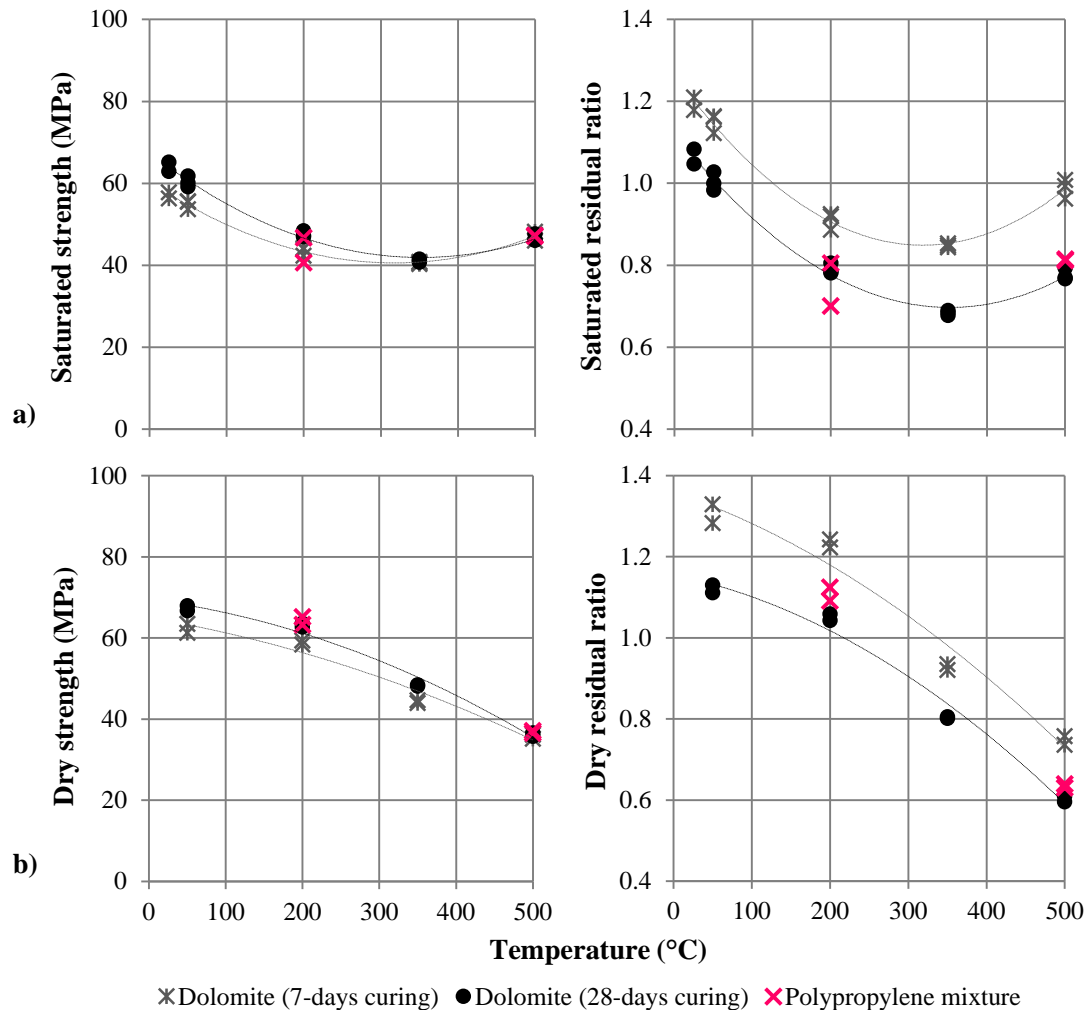 100
80
60
40
20
0
Saturated strength (MPa)
a)
1.4
1.2
1.0
0.8
0.6
0.4
Saturated residual ratio
100
80
60
40
20
0
Dry strength (MPa)
b)
0 100 200 300 400 500
1.4
1.2
1.0
0.8
0.6
0.4
Dry residual ratio
0 100 200 300 400 500
Temperature (°C)
Dolomite (7-days curing) Dolomite (28-days curing) Polypropylene mixture